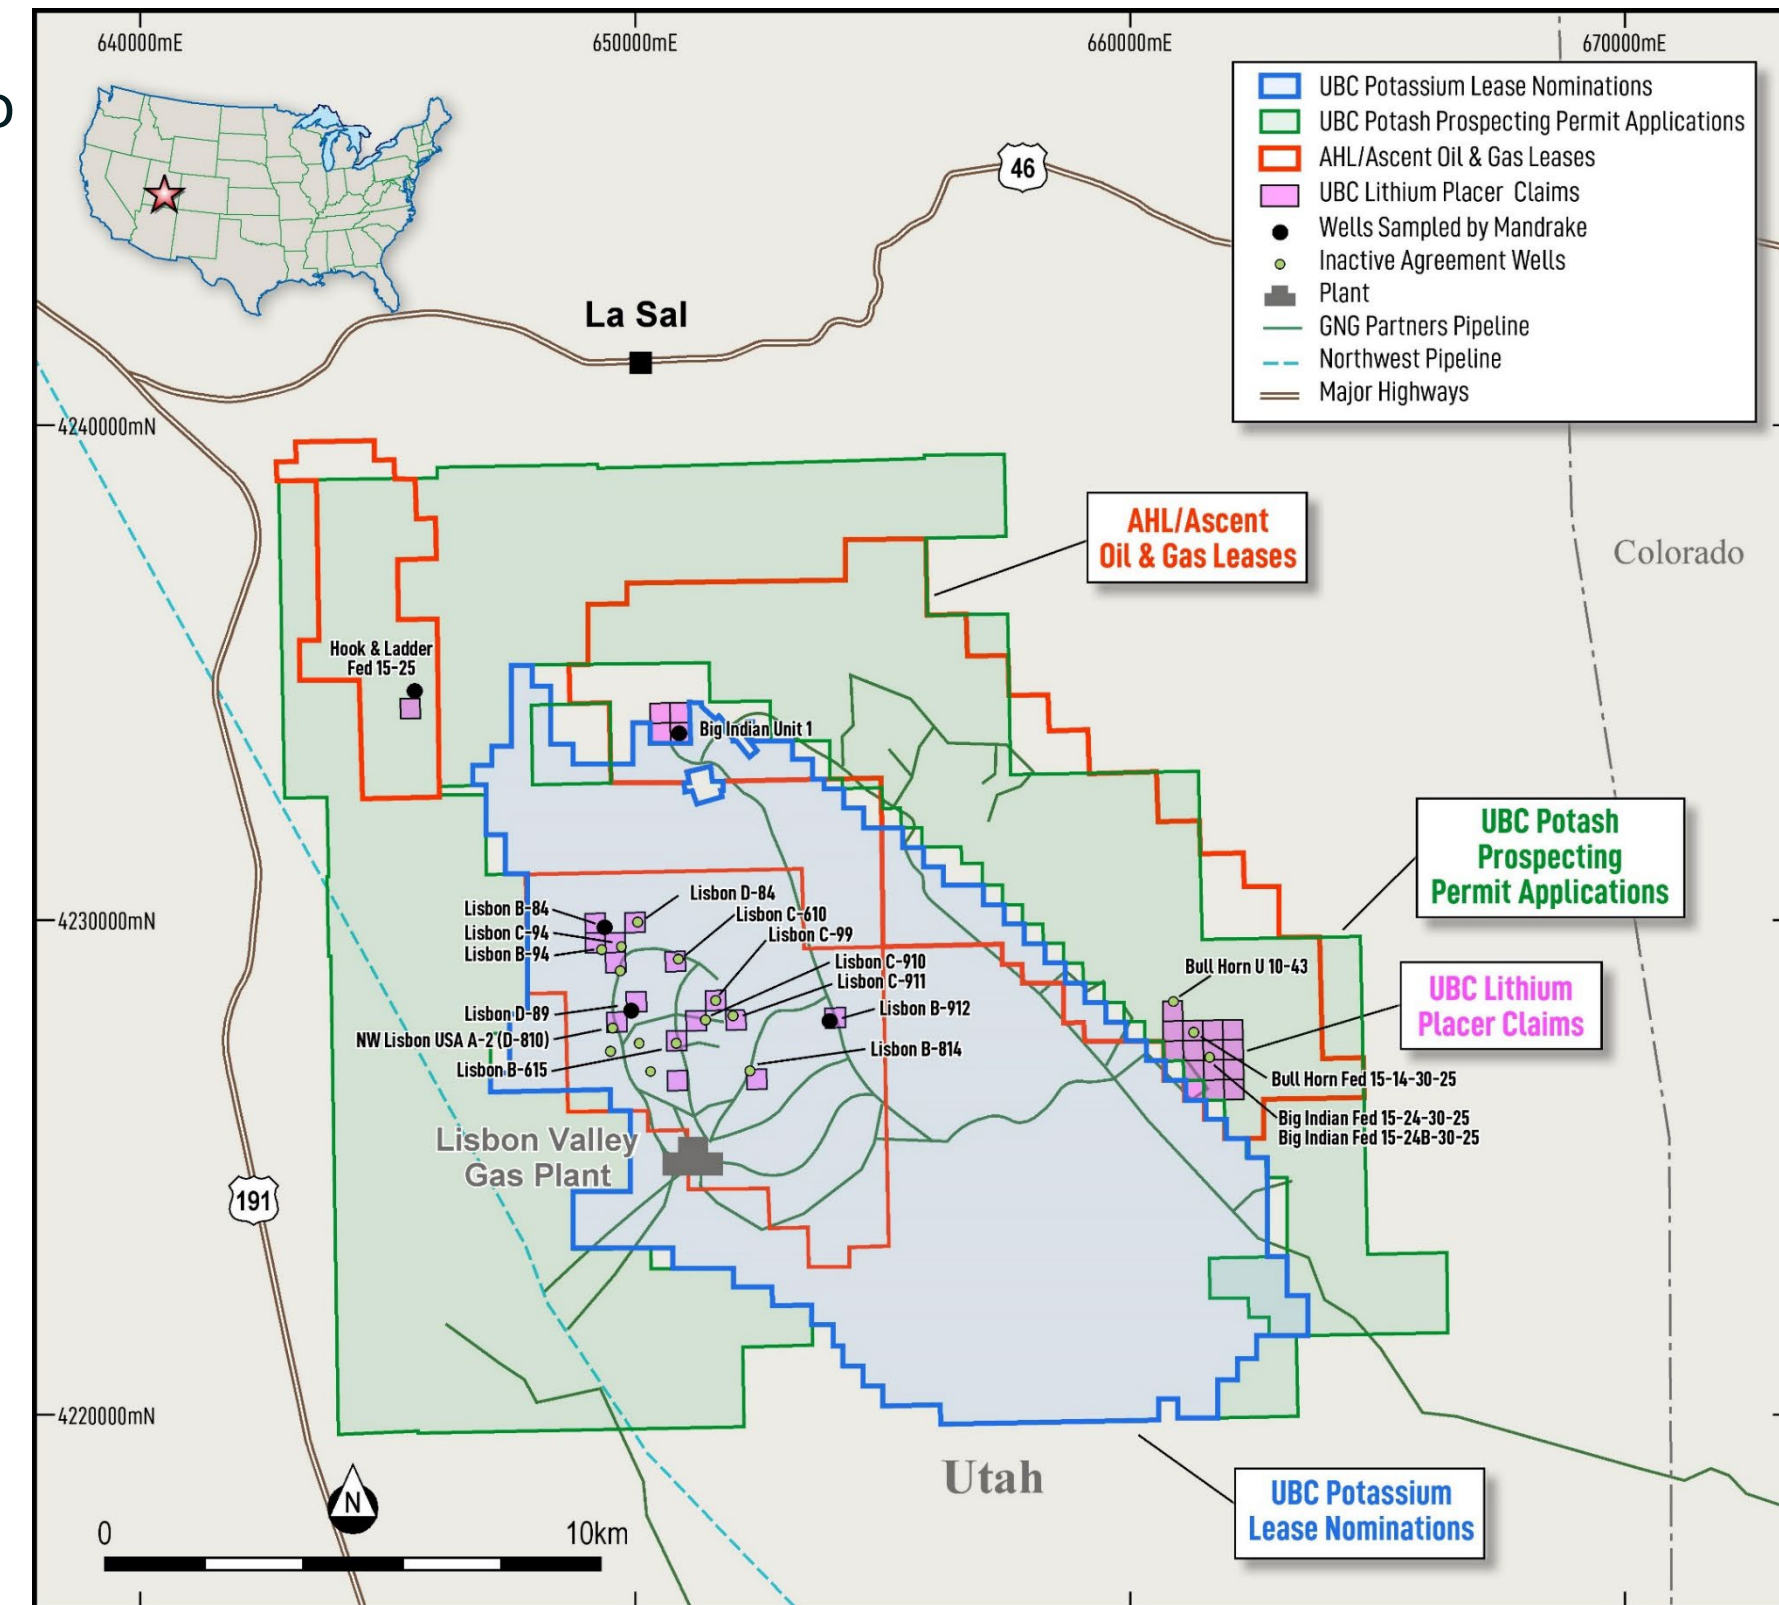 640000mE
650000mE
660000mE
670000mE
UBC Potassium Lease Nominations
UBC Potash Prospecting Permit Applications
AHL/Ascent Oil & Gas Leases
UBC Lithium Placer Claims
Wells Sampled by Mandrake
Inactive Agreement Wells
Plant
GNG Partners Pipeline
Northwest Pipeline
Major Highways
46
La Sal
4240000mN
AHL/Ascent
Oil & Gas Leases
Colorado
Hook & Ladder
Fed 15-25
Big Indian Unit 1
UBC Potash
Prospecting
Permit Applications
Lisbon D-84
Lisbon B-84
Lisbon C-610
4230000mN
Lisbon C-94
Lisbon C-99
Lisbon B-94
Lisbon C-910
Bull Horn U 10-43
Lisbon C-911
UBC Lithium
Placer Claims
Lisbon D-89
Lisbon B-912
NW Lisbon USA A-2 (D-810)
Lisbon B-814
Lisbon B-615
Bull Horn Fed 15-14-30-25
Big Indian Fed 15-24-30-25
Big Indian Fed 15-24B-30-25
Lisbon Valley
Gas Plant
191
4220000mN
Utah
UBC Potassium
Lease Nominations
N
0
10km